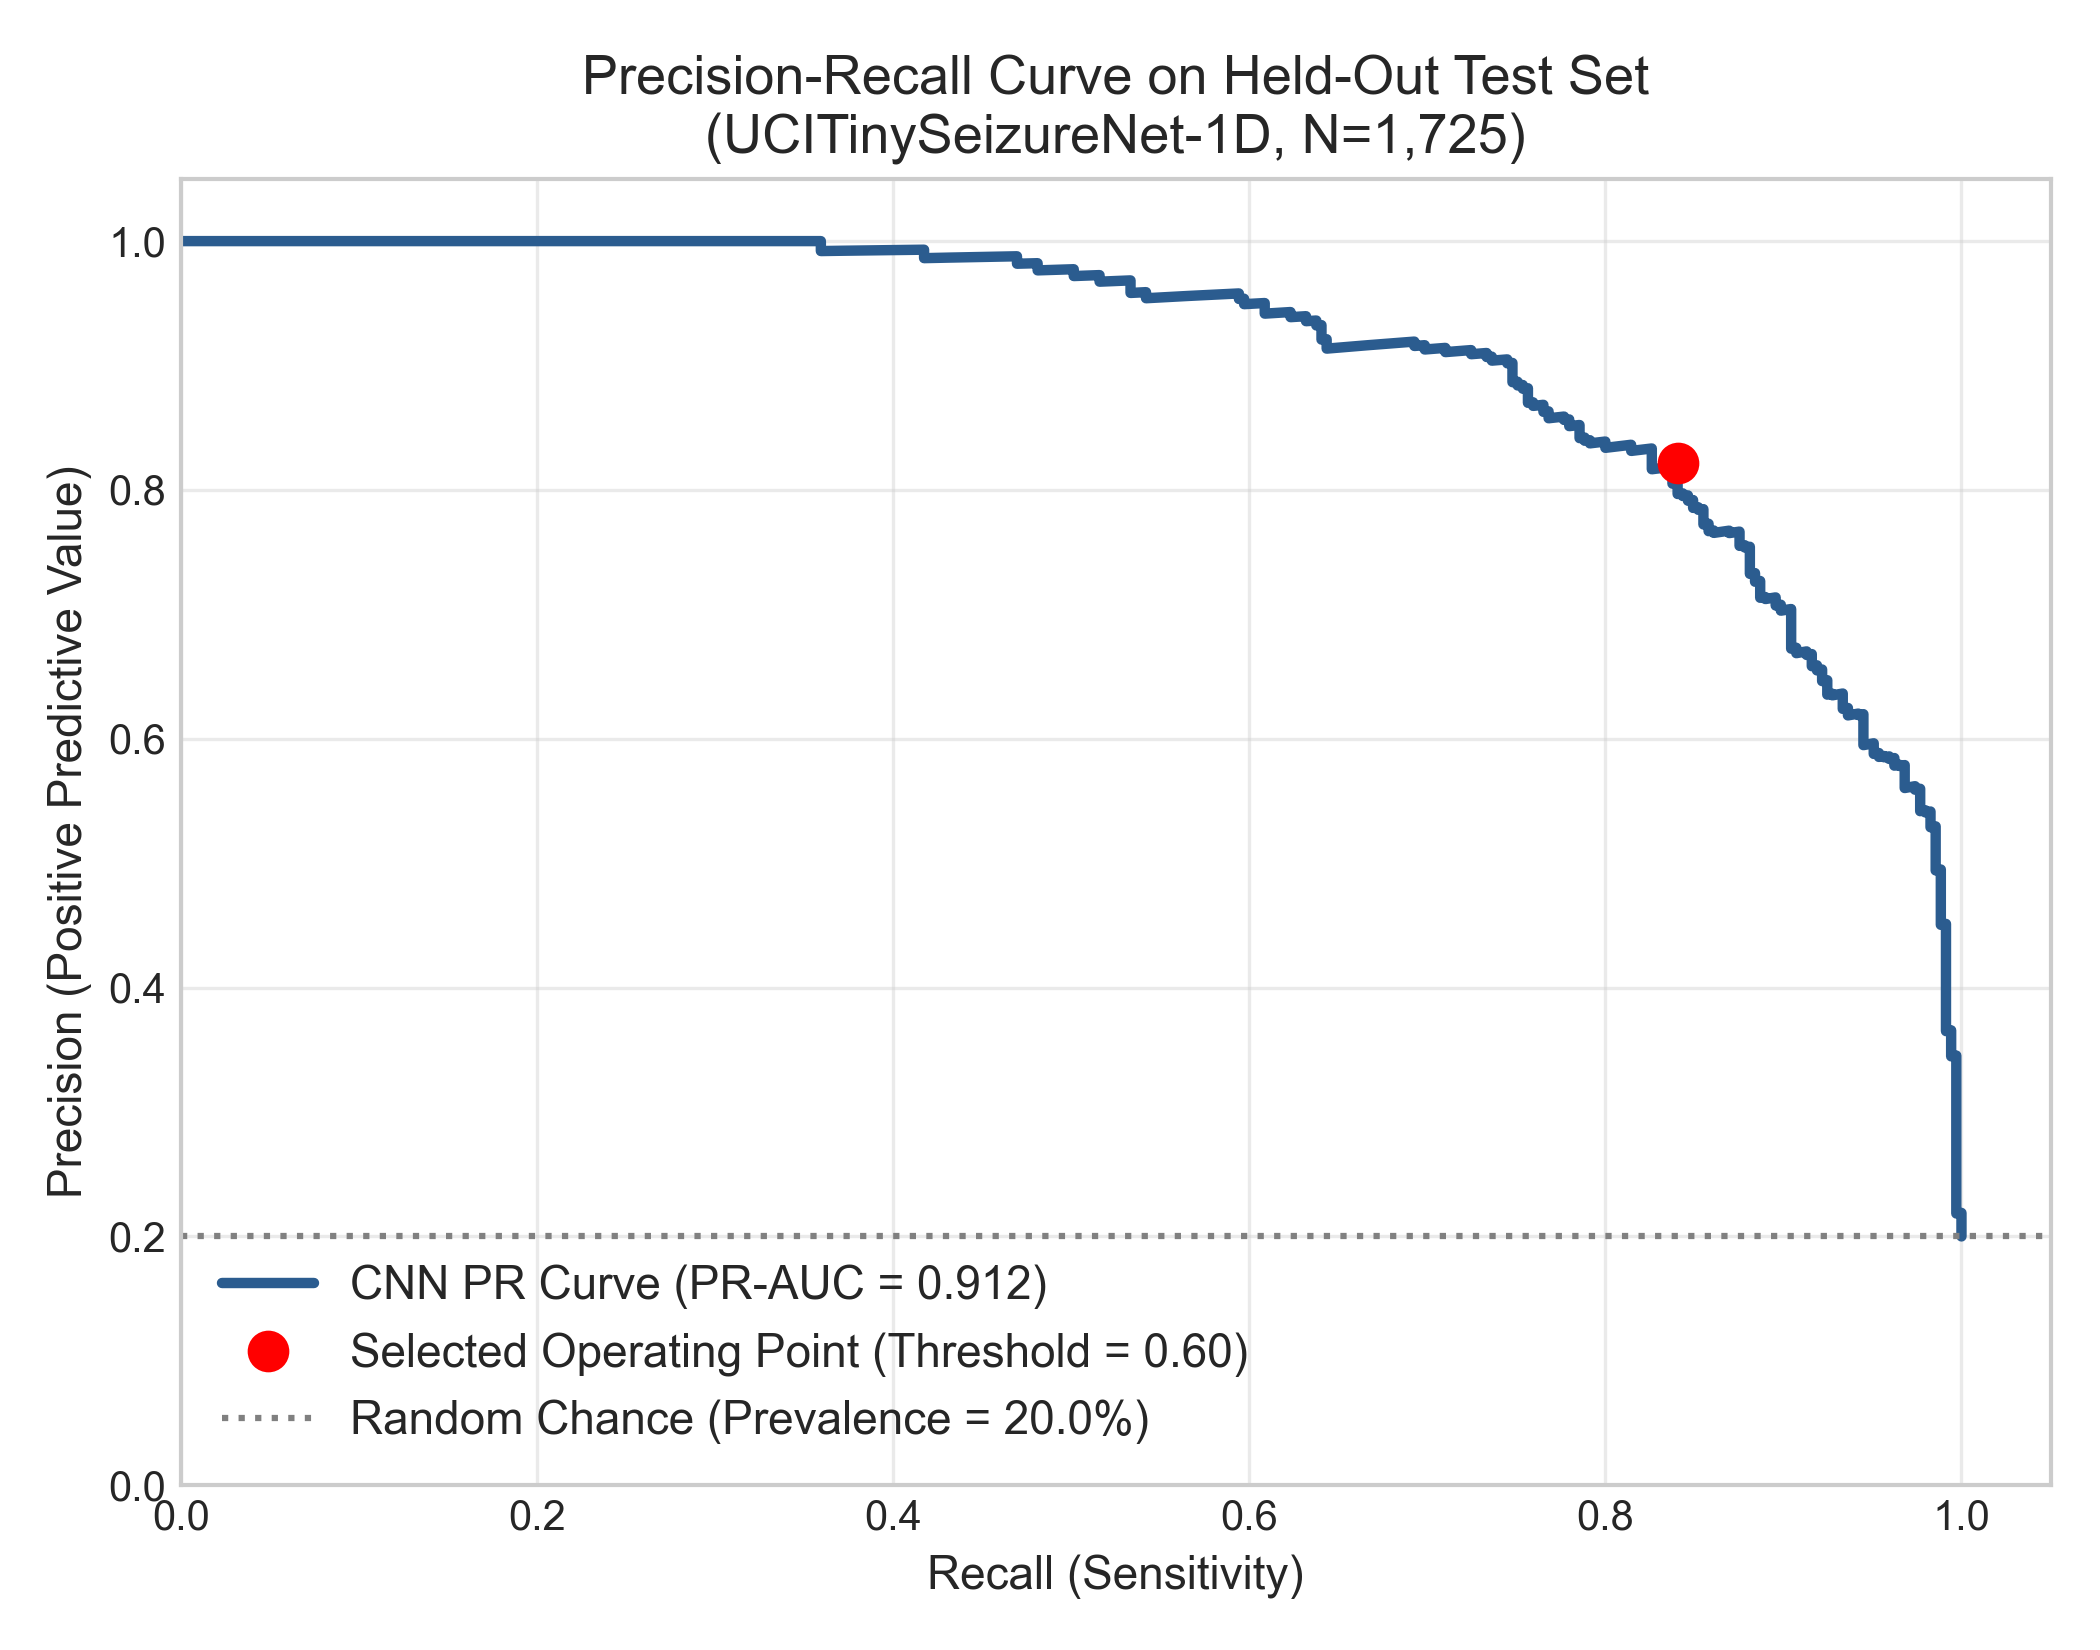 Precision-Recall Curve on Held-Out Test Set
(UCITinySeizureNet-1D, N=1,725)
Precision (Positive Predictive Value)
1.0
0.8
0.6
0.4
0.2
0.0
CNN PR Curve (PR-AUC = 0.912)
Selected Operating Point (Threshold = 0.60)
Random Chance (Prevalence = 20.0%)
0.0 0.2 0.4 0.6 0.8 1.0
Recall (Sensitivity)